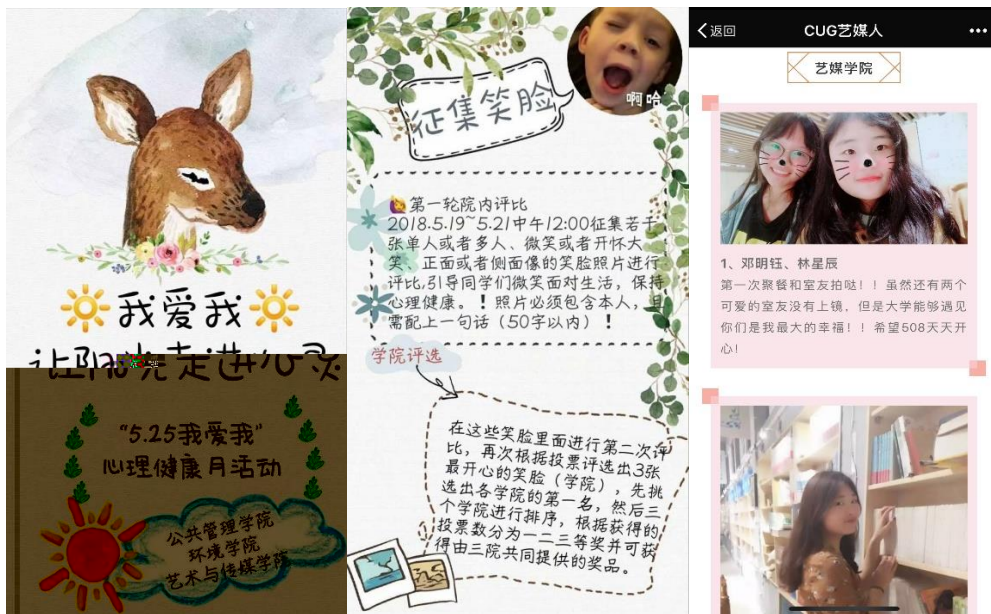 我爱我
让阳光走进心灵
“5.25我爱我”
心理健康月活动
公共管理学院
环境学院
艺术与传媒学院
啊哈
征集笑脸
第一轮院内评比
2018.5.19~5.21中午12:00征集若干
张单人或者多人、微笑或者开怀大
笑、正面或者侧面像的笑脸照片进行
评比,引导同学们微笑面对生活，保持
心理健康。！照片必须包含本人，且
需配上一句话（50字以内）！
学院评选
在这些笑脸里面进行第二次评
比，再次根据投票评选出3张
最开心的笑脸（学院），先挑
选出各学院的第一名，然后三
个学院进行排序，根据获得的
投票数分为一二三等奖并可获
得由三院共同提供的奖品。
返回
CUG艺媒人
艺媒学院
1、邓明钰、林星辰
第一次聚餐和室友拍哒！！虽然还有两个
可爱的室友没有上镜，但是大学能够遇见
你们是我最大的幸福！！希望508天天开
心！